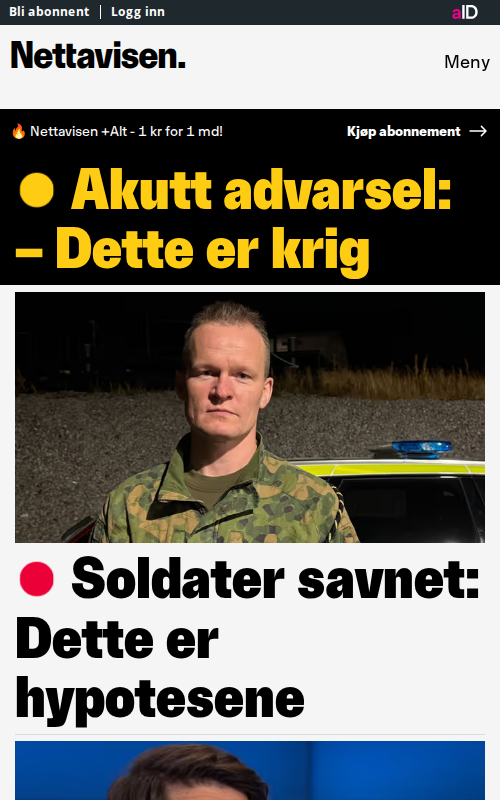 Bli abonnent | Logg inn
aID
Nettavisen.
Meny
🔥 Nettavisen +Alt - 1 kr for 1 md!
Kjøp abonnement →
Akutt advarsel:
– Dette er krig
Soldater savnet:
Dette er
hypotesene